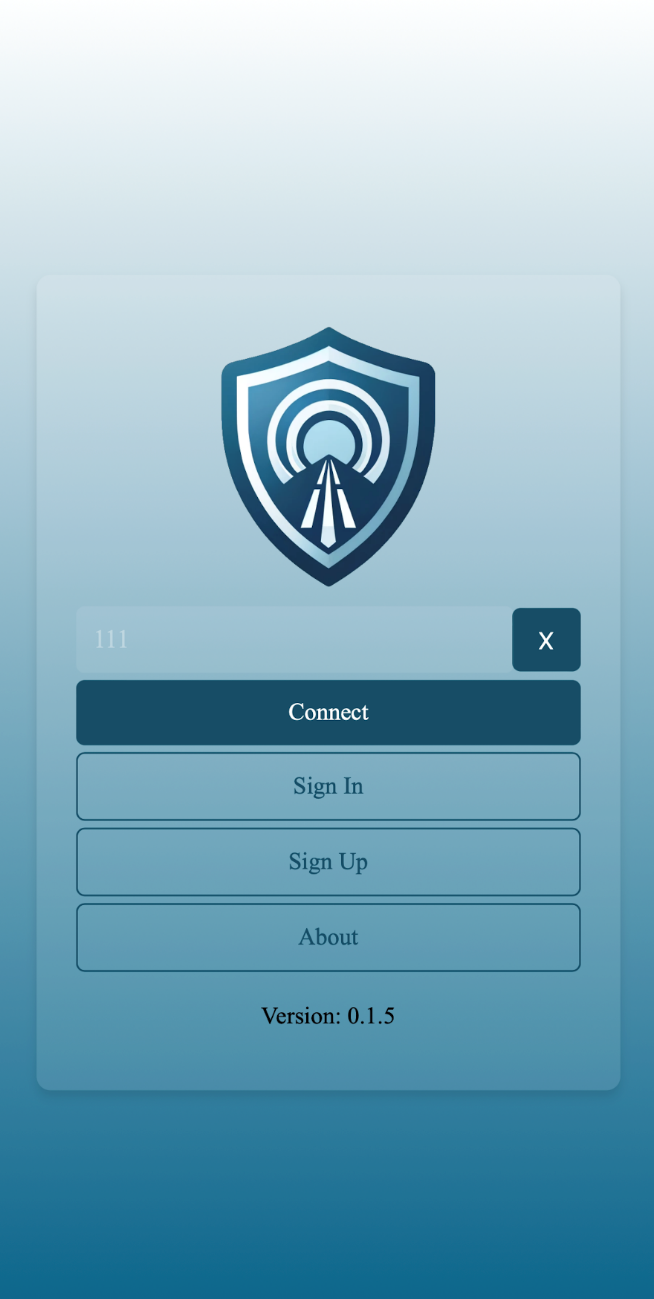 111
X
Connect
Sign In
Sign Up
About
Version: 0.1.5